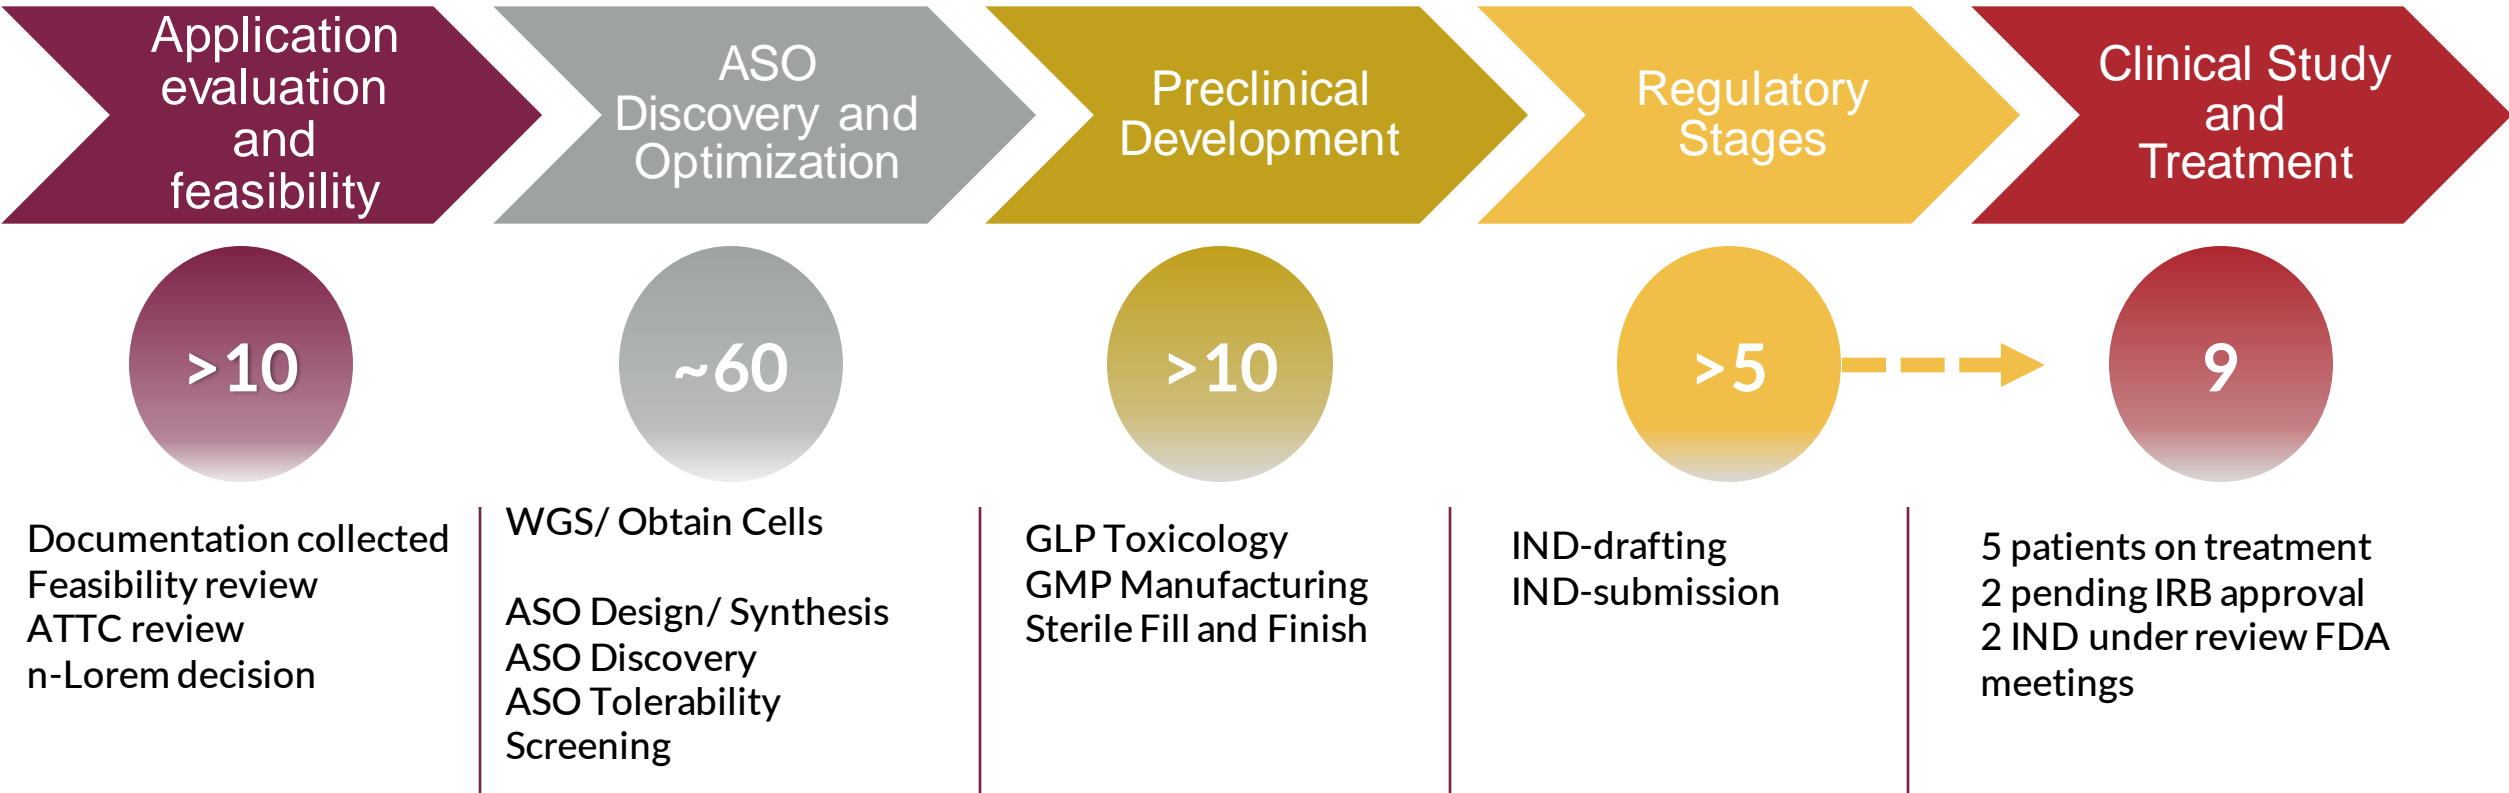 Application
evaluation
and
feasibility
ASO
Discovery and
Optimization
Preclinical
Development
Regulatory
Stages
Clinical Study
and
Treatment
>10
~60
>10
>5
9
Documentation collected
Feasibility review
ATTC review
n-Lorem decision
WGS/ Obtain Cells
ASO Design/ Synthesis
ASO Discovery
ASO Tolerability
Screening
GLP Toxicology
GMP Manufacturing
Sterile Fill and Finish
IND-drafting
IND-submission
5 patients on treatment
2 pending IRB approval
2 IND under review FDA
meetings